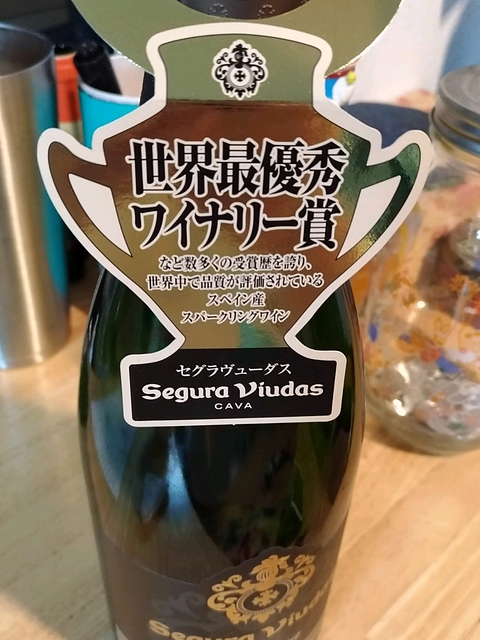 世界最優秀
ワイナリー賞
など数多くの受賞歴を誇り、
世界中で品質が評価されている
スペイン産
スパークリングワイン
セグラヴューダス
Segura Viudas
CAVA
Segura Viudas